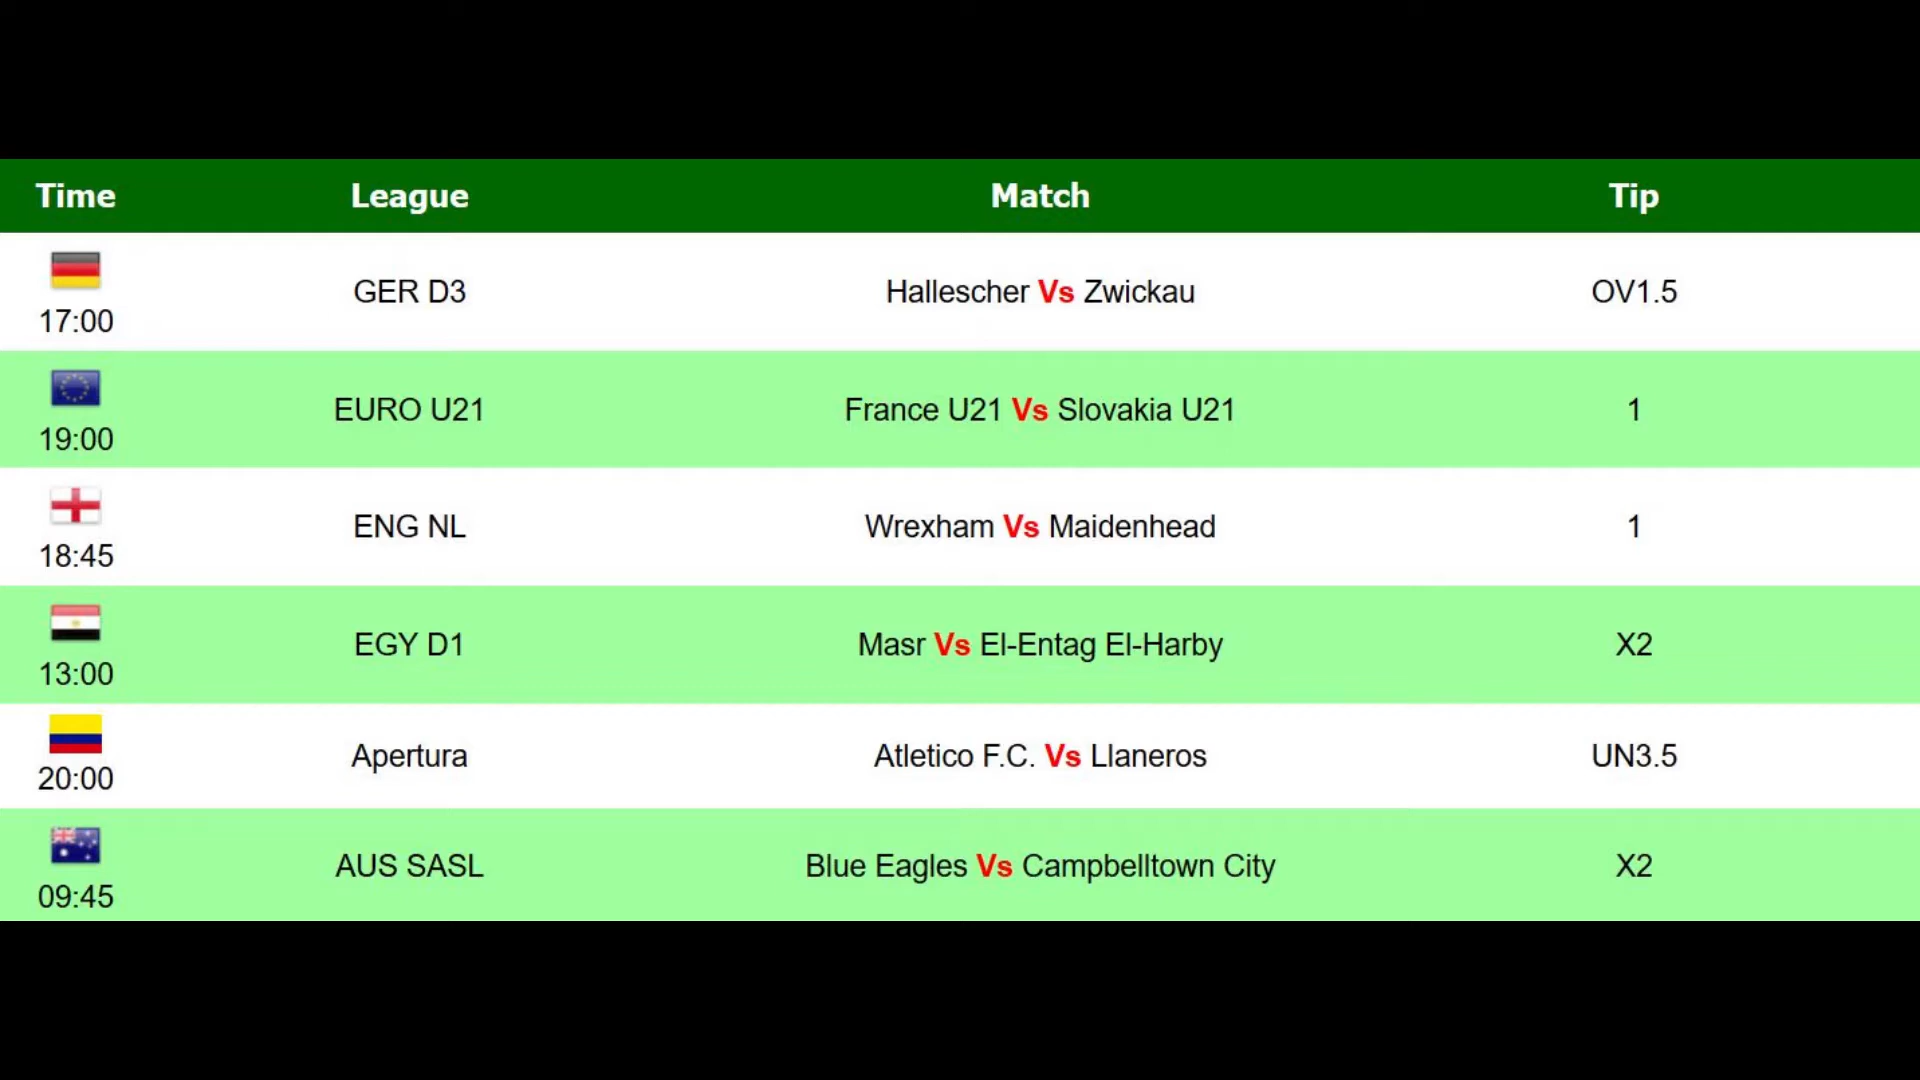 Time League Match Tip
GER D3 Hallescher Vs Zwickau OV1.5
17:00
EURO U21 France U21 Vs Slovakia U21 1
19:00
ENG NL Wrexham Vs Maidenhead 1
18:45
EGY D1 Masr Vs El-Entag El-Harby X2
13:00
Apertura Atletico F.C. Vs Llaneros UN3.5
20:00
AUS SASL Blue Eagles Vs Campbelltown City X2
09:45